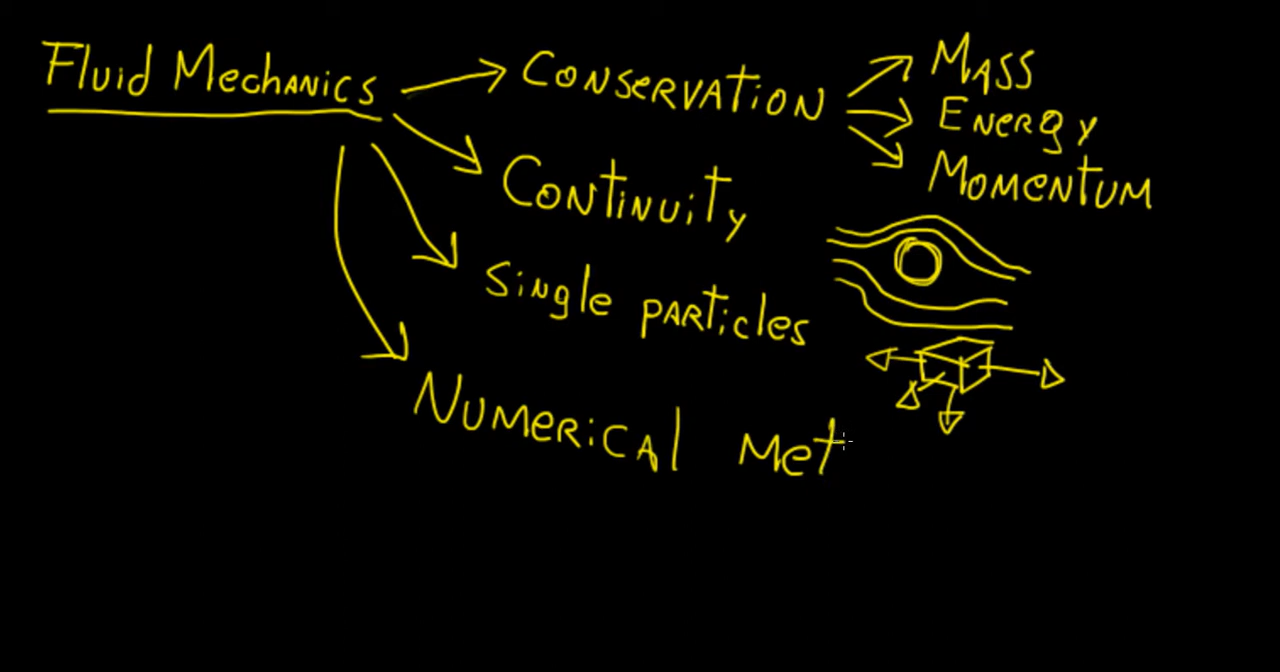 Fluid Mechanics
Conservation
Mass
Energy
Momentum
Continuity
Single particles
Numerical Met